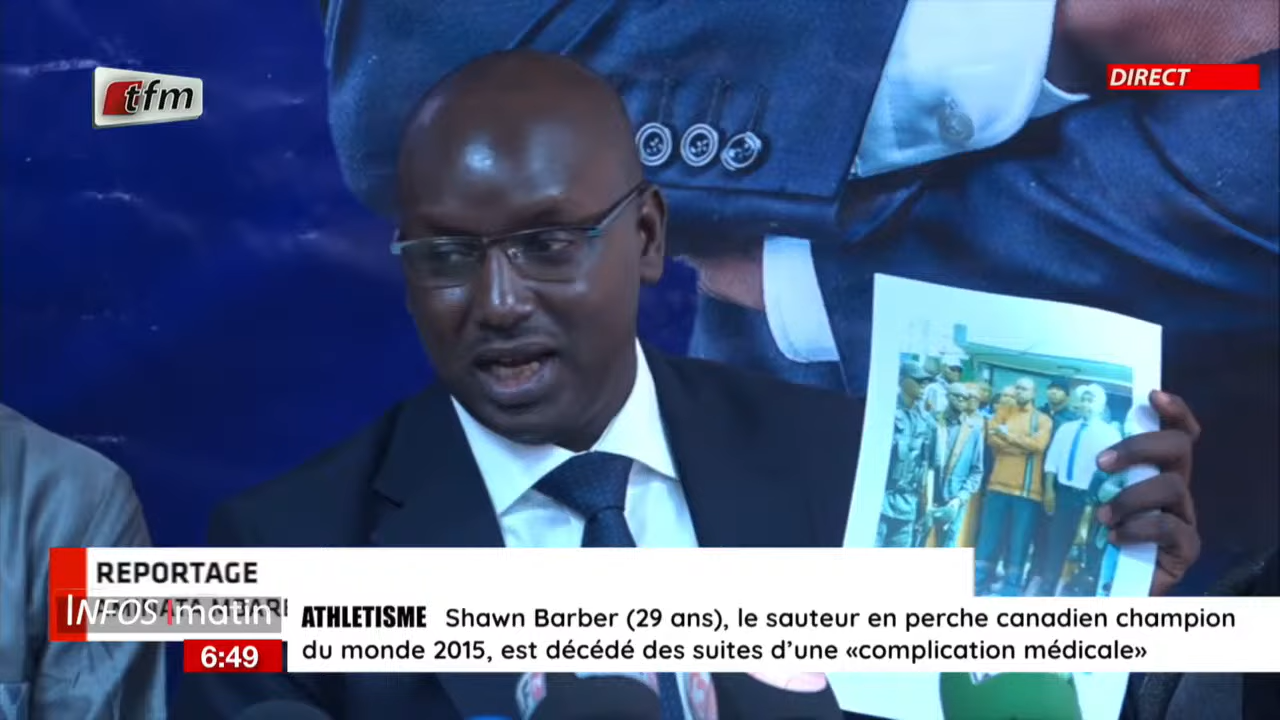 tfm
DIRECT
REPORTAGE
INFOS matin
6:49
ATHLETISME Shawn Barber (29 ans), le sauteur en perche canadien champion
du monde 2015, est décédé des suites d’une «complication médicale»